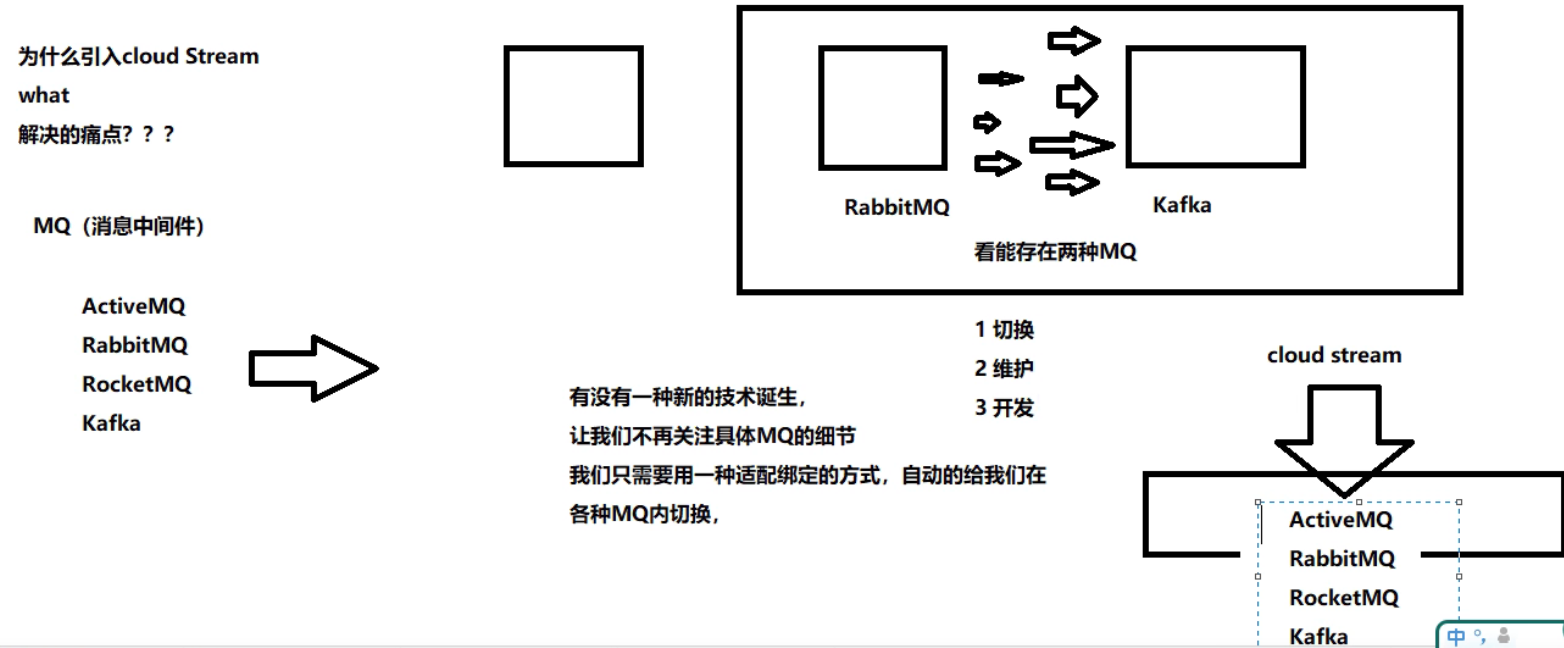 为什么引入cloud Stream
what
解决的痛点？？？
MQ（消息中间件）
ActiveMQ
RabbitMQ
RocketMQ
Kafka
RabbitMQ
Kafka
看能存在两种MQ
1 切换
2 维护
3 开发
有没有一种新的技术诞生，
让我们不再关注具体MQ的细节
我们只需要用一种适配绑定的方式，自动的给我们在
各种MQ内切换，
cloud stream
ActiveMQ
RabbitMQ
RocketMQ
Kafka
中 °,